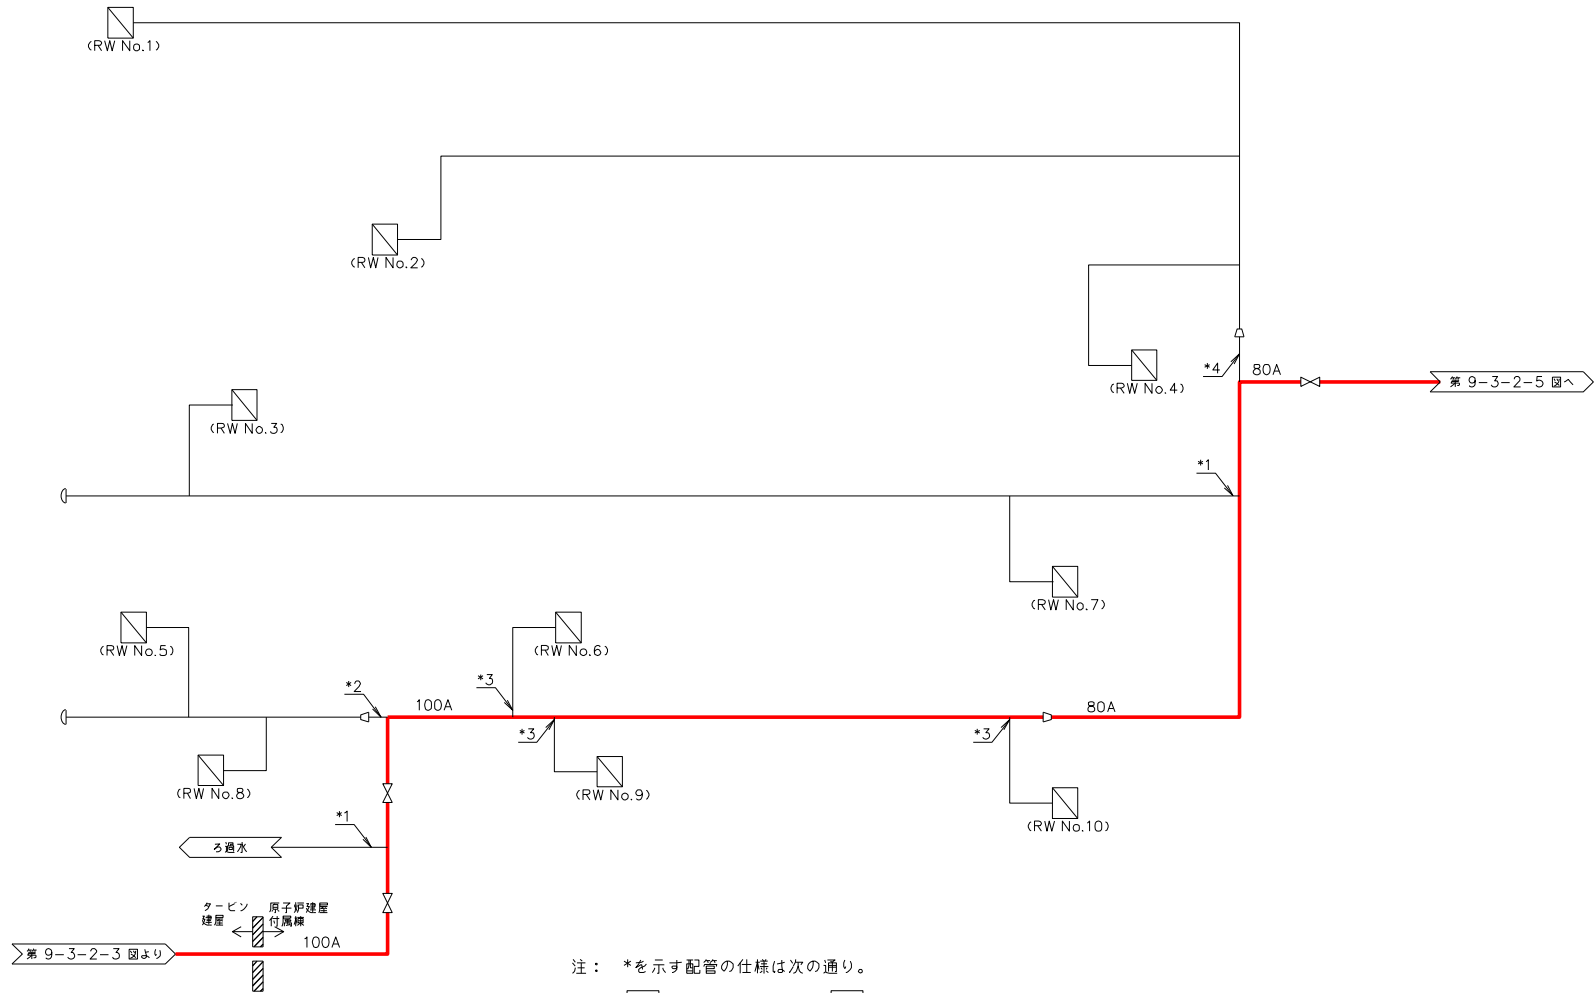 (RW No.1)
(RW No.2)
*4
80A
第 9-3-2-5 図へ
(RW No.4)
(RW No.3)
*1
(RW No.7)
(RW No.5)
(RW No.6)
*2
*3
100A
80A
*3
*3
(RW No.8)
(RW No.9)
*1
(RW No.10)
ろ過水
タービン
建屋
原子炉建屋
付属棟
100A
第 9-3-2-3 図より
注： *を示す配管の仕様は次の通り。